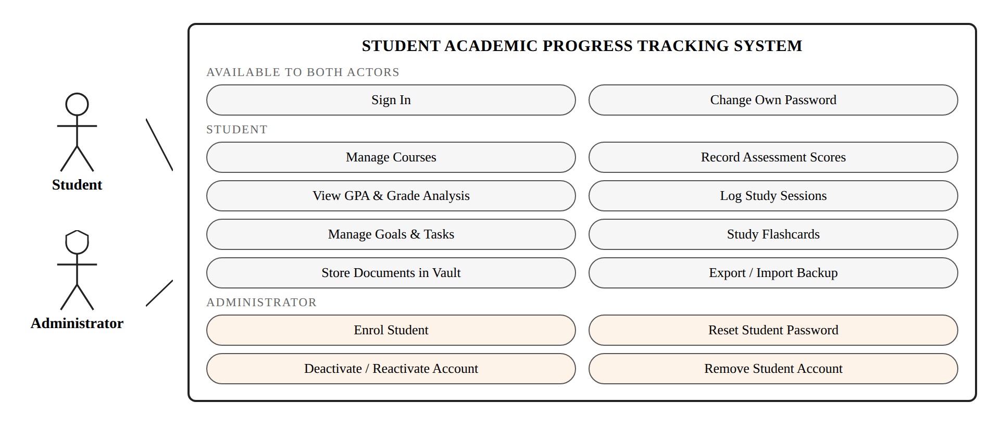 STUDENT ACADEMIC PROGRESS TRACKING SYSTEM
AVAILABLE TO BOTH ACTORS
Sign In
Change Own Password
STUDENT
Manage Courses
Record Assessment Scores
View GPA & Grade Analysis
Log Study Sessions
Manage Goals & Tasks
Study Flashcards
Store Documents in Vault
Export / Import Backup
ADMINISTRATOR
Enrol Student
Reset Student Password
Deactivate / Reactivate Account
Remove Student Account
Student
Administrator